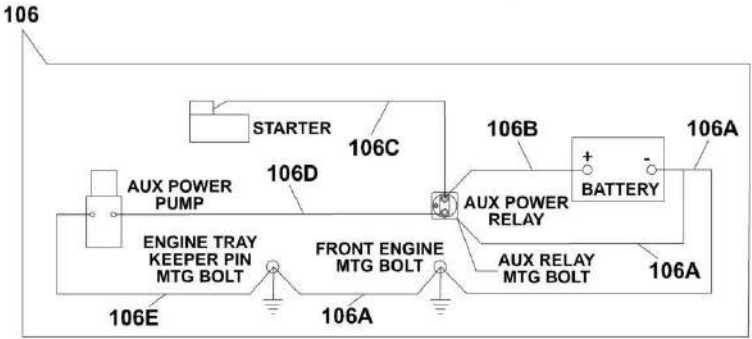 106
STARTER
106C
106B
106A
+
-
BATTERY
106D
AUX POWER
PUMP
AUX POWER
RELAY
ENGINE TRAY
KEEPER PIN
MTG BOLT
FRONT ENGINE
MTG BOLT
AUX RELAY
MTG BOLT
106A
106E
106A